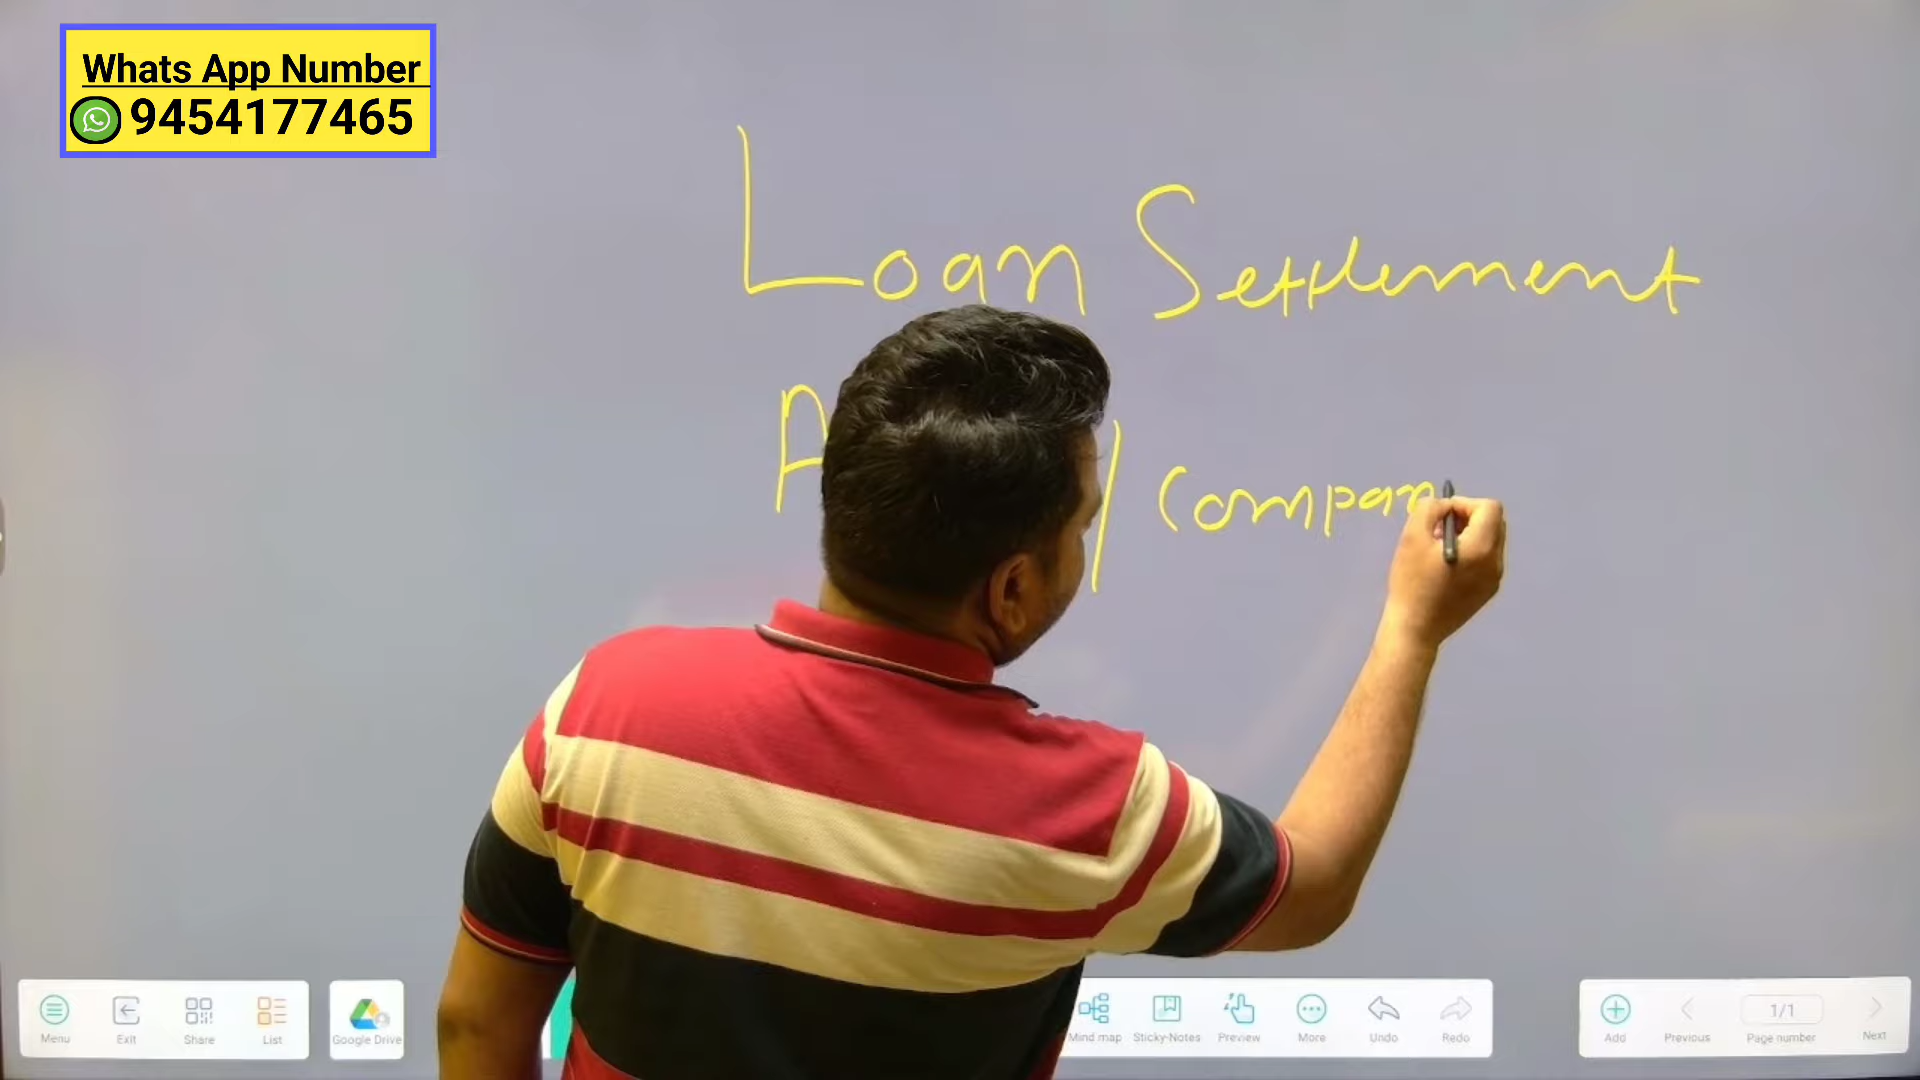 Whats App Number
9454177465
Loan Settlement
/ Compan
Menu
Exit
Share
List
Google Drive
Mind map
Sticky-Notes
Preview
More
Undo
Redo
Add
Previous
1/1
Page number
Next